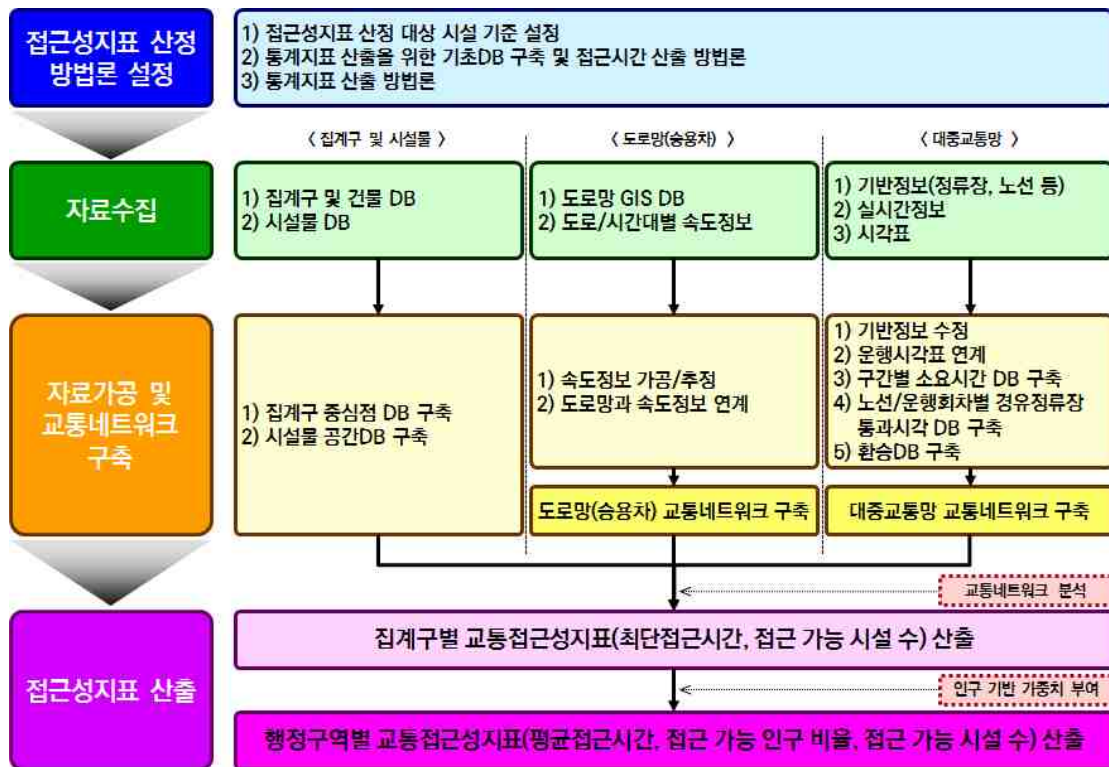 접근성지표 산정
방법론 설정
1) 접근성지표 산정 대상 시설 기준 설정
2) 통계지표 산출을 위한 기초DB 구축 및 접근시간 산출 방법론
3) 통계지표 산출 방법론
< 집계구 및 시설물 >
< 도로망(승용차) >
< 대중교통망 >
자료수집
1) 집계구 및 건물 DB
2) 시설물 DB
1) 도로망 GIS DB
2) 도로/시간대별 속도정보
1) 기반정보(정류장, 노선 등)
2) 실시간정보
3) 시각표
자료가공 및
교통네트워크
구축
1) 집계구 중심점 DB 구축
2) 시설물 공간DB 구축
1) 속도정보 가공/추정
2) 도로망과 속도정보 연계
1) 기반정보 수정
2) 운행시각표 연계
3) 구간별 소요시간 DB 구축
4) 노선/운행회차별 경유정류장
통과시각 DB 구축
5) 환승DB 구축
도로망(승용차) 교통네트워크 구축
대중교통망 교통네트워크 구축
교통네트워크 분석
접근성지표 산출
집계구별 교통접근성지표(최단접근시간, 접근 가능 시설 수) 산출
인구 기반 가중치 부여
행정구역별 교통접근성지표(평균접근시간, 접근 가능 인구 비율, 접근 가능 시설 수) 산출